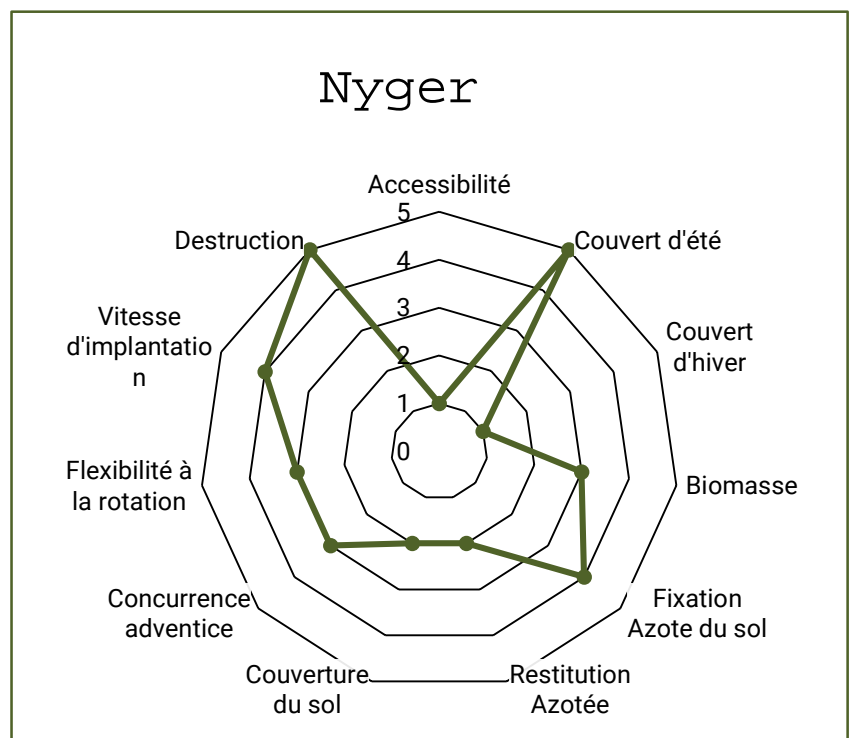 Nyger
Accessibilité
5
Destruction
Couvert d'été
4
Vitesse
d'implantatio
n
3
Couvert
d'hiver
2
1
0
Flexibilité à
la rotation
Biomasse
Concurrence
adventice
Fixation
Azote du sol
Couverture
du sol
Restitution
Azotée